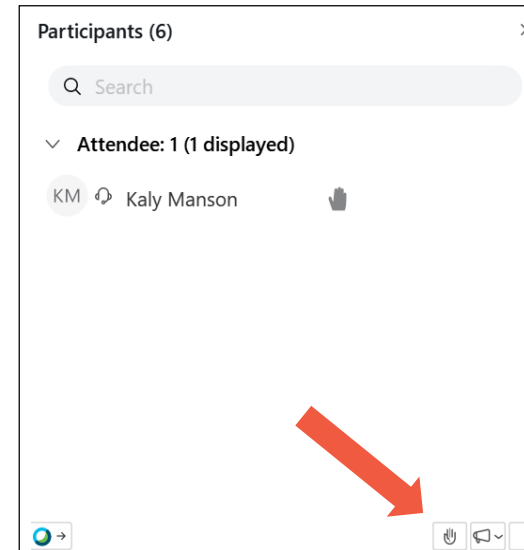 Participants (6)
Search
Attendee: 1 (1 displayed)
KM Kaly Manson